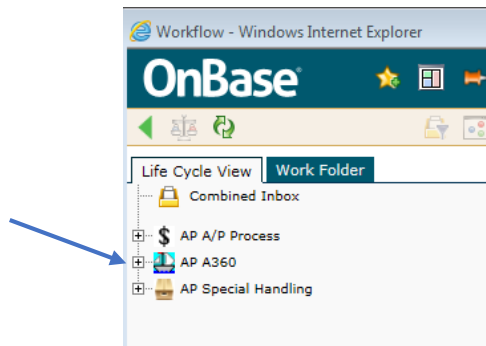 Workflow - Windows Internet Explorer
OnBase
Life Cycle View Work Folder
Combined Inbox
$ AP A/P Process
AP A360
AP Special Handling